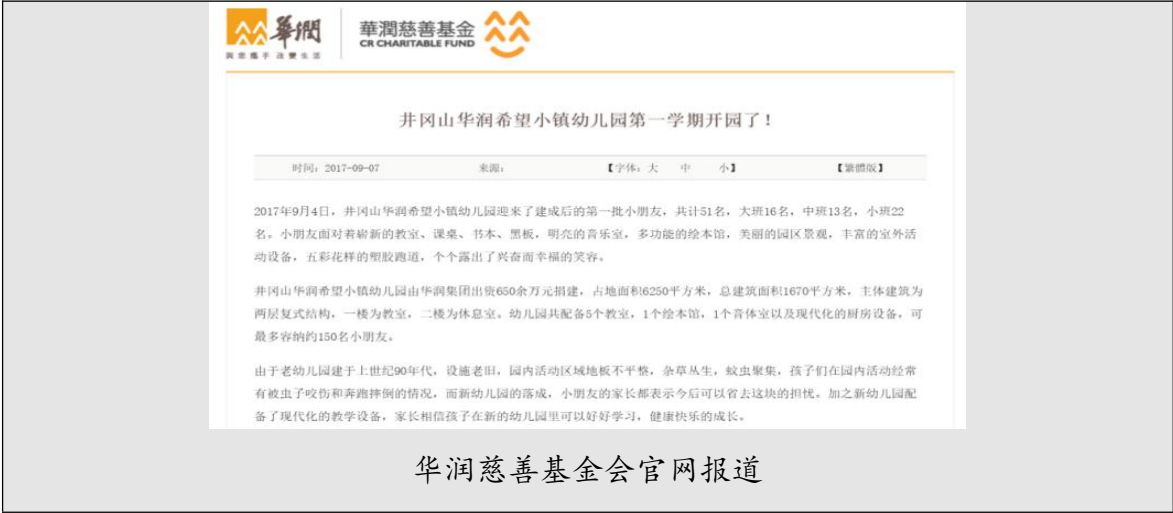 華潤
與您攜手 改變生活
華潤慈善基金
CR CHARITABLE FUND
井冈山华润希望小镇幼儿园第一学期开园了！
时间：2017-09-07 来源： 【字体：大 中 小】 【繁體版】
2017年9月4日，井冈山华润希望小镇幼儿园迎来了建成后的第一批小朋友，共计51名，大班16名，中班13名，小班22
名。小朋友面对着崭新的教室、课桌、书本、黑板，明亮的音乐室，多功能的绘本馆，美丽的园区景观，丰富的室外活
动设备，五彩花样的塑胶跑道，个个露出了兴奋而幸福的笑容。
井冈山华润希望小镇幼儿园由华润集团出资650余万元捐建，占地面积6250平方米，总建筑面积1670平方米，主体建筑为
两层复式结构，一楼为教室，二楼为休息室。幼儿园共配备5个教室，1个绘本馆，1个音体室以及现代化的厨房设备，可
最多容纳约150名小朋友。
由于老幼儿园建于上世纪90年代，设施老旧，园内活动区域地板不平整，杂草丛生，蚊虫聚集，孩子们在园内活动经常
有被虫子咬伤和奔跑摔倒的情况，而新幼儿园的落成，小朋友的家长都表示今后可以省去这块的担忧。加之新幼儿园配
备了现代化的教学设备，家长相信孩子在新的幼儿园里可以好好学习，健康快乐的成长。
华润慈善基金会官网报道